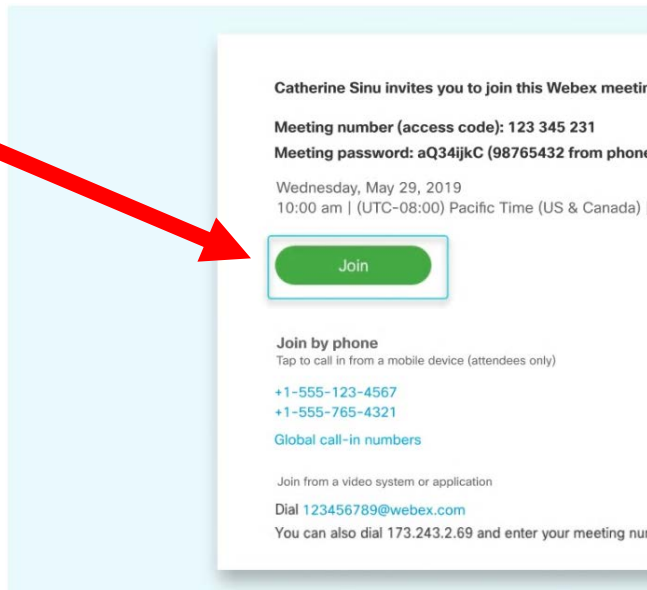 Catherine Sinu invites you to join this Webex
Meeting number (access code): 123 345 231
Meeting password: aQ34ijkC (98765432 from
Wednesday, May 29, 2019
10:00 am | (UTC-08:00) Pacific Time (US & Canada) |
Join
Join by phone
Tap to call in from a mobile device (attendees only)
+1-555-123-4567
+1-555-765-4321
Global call-in numbers
Join from a video system or application
Dial 123456789@webex.com
You can also dial 173.243.2.69 and enter your meeting